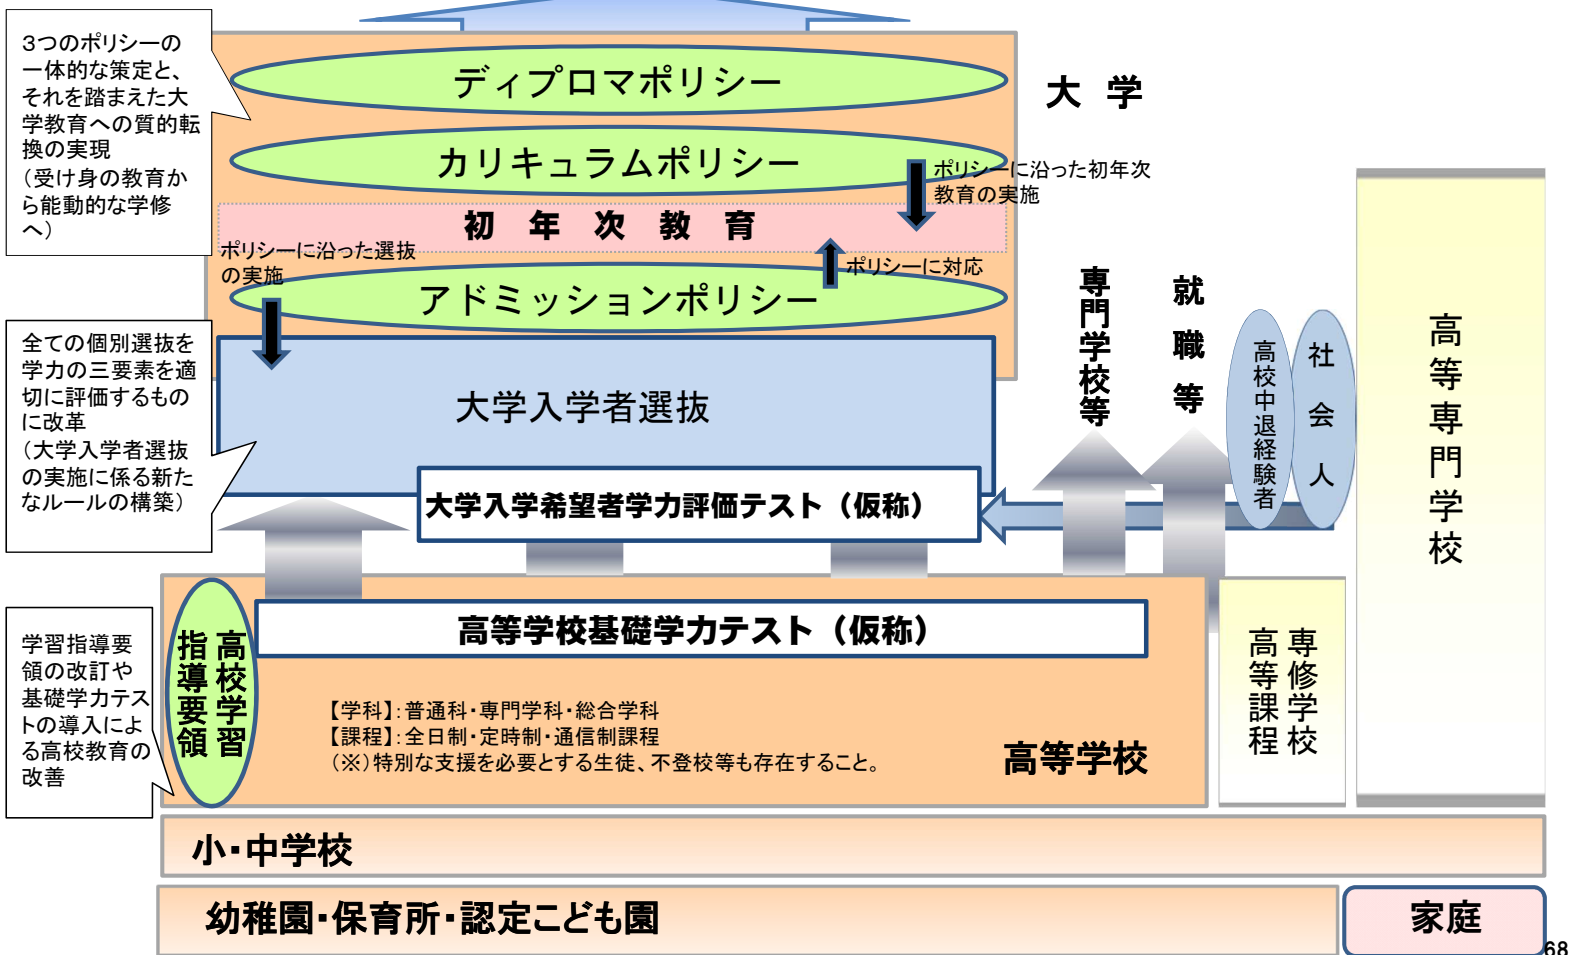 3つのポリシーの
一体的な策定と、
それを踏まえた大
学教育への質的転
換の実現
(受け身の教育か
ら能動的な学修
へ)
ディプロマポリシー
大 学
カリキュラムポリシー
ポリシーに沿った初年次
教育の実施
初 年 次 教 育
ポリシーに沿った選抜
の実施
ポリシーに対応
アドミッションポリシー
全ての個別選抜を
学力の三要素を適
切に評価するもの
に改革
(大学入学者選抜
の実施に係る新た
なルールの構築)
大学入学者選抜
大学入学希望者学力評価テスト(仮称)
専門学校等
就職等
高校中退経験者
社会人
高等専門学校
学習指導要
領の改訂や
基礎学力テス
トの導入によ
る高校教育の
改善
高校学習
指導要領
高等学校基礎学力テスト(仮称)
【学科】:普通科・専門学科・総合学科
【課程】:全日制・定時制・通信制課程
(※)特別な支援を必要とする生徒、不登校等も存在すること。
高等学校
専修学校
高等課程
小・中学校
幼稚園・保育所・認定こども園
家庭
68